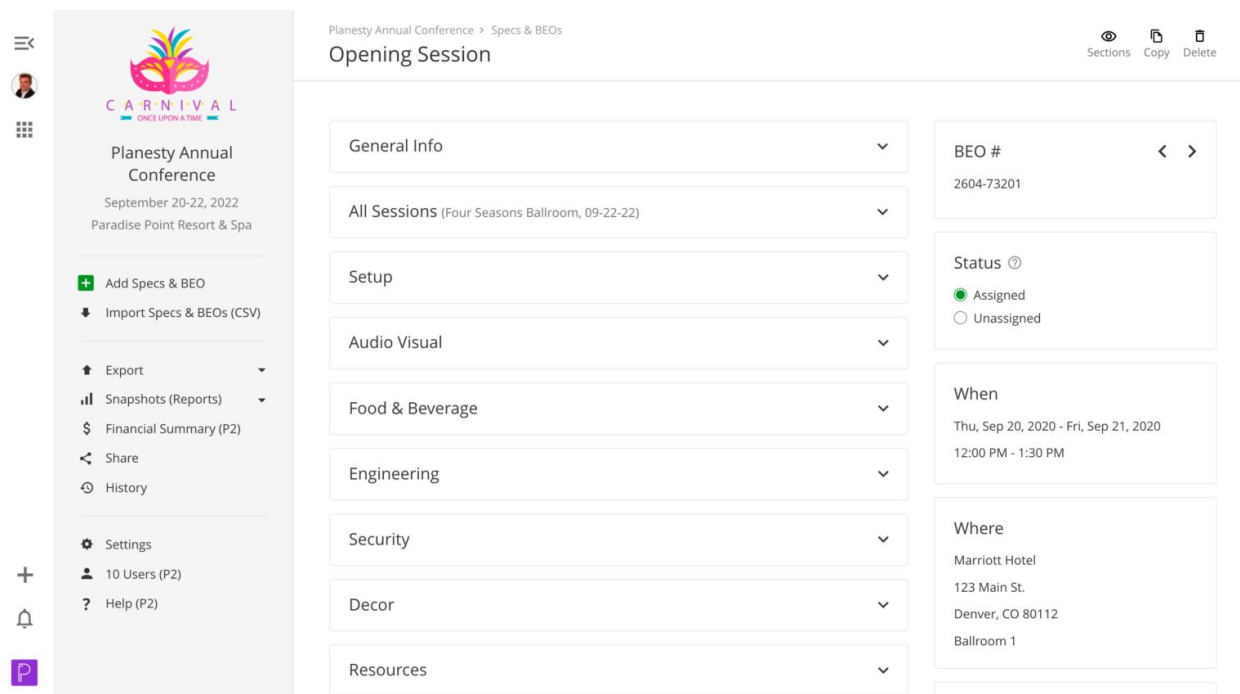 CARNIVAL
ONCE UPON A TIME
Planesty Annual
Conference
September 20-22, 2022
Paradise Point Resort & Spa
Add Specs & BEO
Import Specs & BEOs (CSV)
Export
Snapshots (Reports)
$ Financial Summary (P2)
Share
History
Settings
10 Users (P2)
? Help (P2)
P
Planesty Annual Conference > Specs & BEOs
Opening Session
Sections Copy Delete
General Info
All Sessions (Four Seasons Ballroom, 09-22-22)
Setup
Audio Visual
Food & Beverage
Engineering
Security
Decor
Resources
BEO #
2604-73201
Status ?
Assigned
Unassigned
When
Thu, Sep 20, 2020 - Fri, Sep 21, 2020
12:00 PM - 1:30 PM
Where
Marriott Hotel
123 Main St.
Denver, CO 80112
Ballroom 1